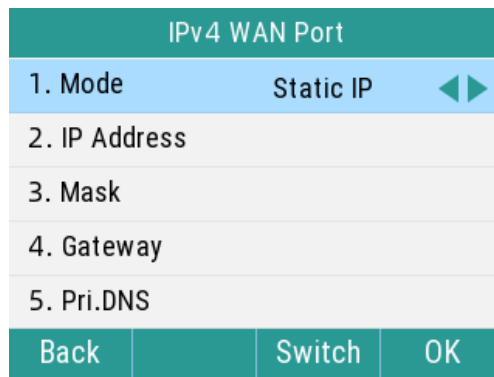 IPv4 WAN Port
1. Mode Static IP
2. IP Address
3. Mask
4. Gateway
5. Pri.DNS
Back Switch OK